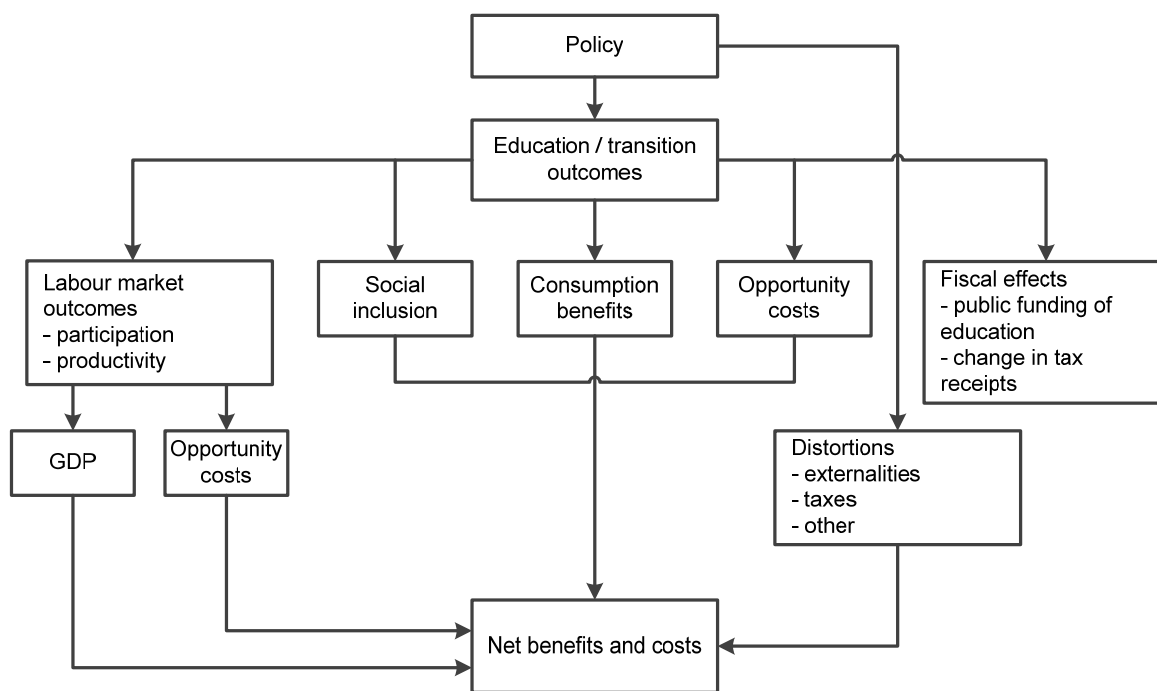 Policy
Education / transition
outcomes
Labour market
outcomes
- participation
- productivity
Social
inclusion
Consumption
benefits
Opportunity
costs
Fiscal effects
- public funding of
education
- change in tax
receipts
GDP
Opportunity
costs
Distortions
- externalities
- taxes
- other
Net benefits and costs